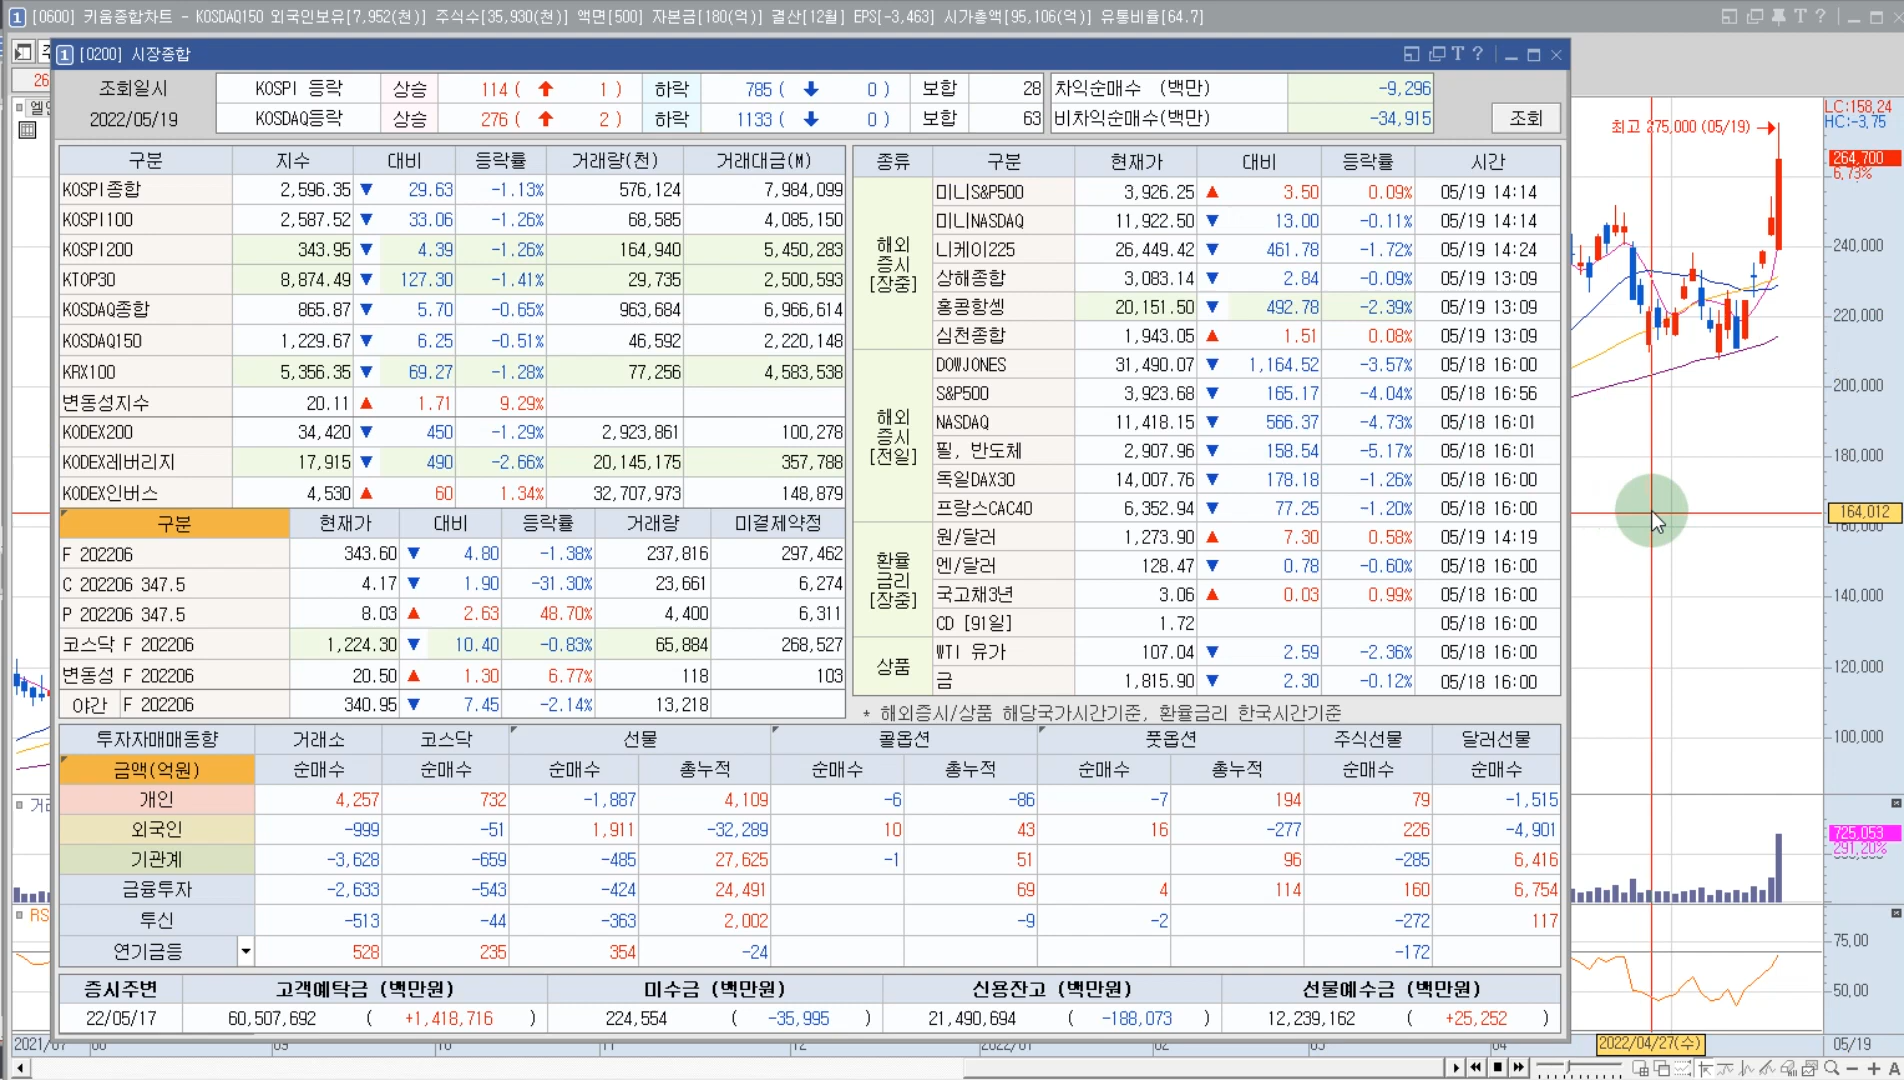 1 [0600] 키움종합차트 - KOSDAQ150 외국인보유[7,952(천)] 주식수[35,930(천)] 액면[500] 자본금[180(억)] 결산[12월] EPS[-3,463] 시가총액[95,106(억)] 유통비율[64.7]
1 [0200] 시장종합
조회일시 KOSPI 등락 상승 114 ( 1 ) 하락 785 ( 0 ) 보합 28 차익순매수 (백만) -9,296
2022/05/19 KOSDAQ등락 상승 276 ( 2 ) 하락 1133 ( 0 ) 보합 63 비차익순매수(백만) -34,915 조회
구분 지수 대비 등락률 거래량(천) 거래대금(M)
KOSPI종합 2,596.35 ▼ 29.63 -1.13% 576,124 7,984,099
KOSPI100 2,587.52 ▼ 33.06 -1.26% 68,585 4,085,150
KOSPI200 343.95 ▼ 4.39 -1.26% 164,940 5,450,283
KTOP30 8,874.49 ▼ 127.30 -1.41% 29,735 2,500,593
KOSDAQ종합 865.87 ▼ 5.70 -0.65% 963,684 6,966,614
KOSDAQ150 1,229.67 ▼ 6.25 -0.51% 46,592 2,220,148
KRX100 5,356.35 ▼ 69.27 -1.28% 77,256 4,583,538
변동성지수 20.11 ▲ 1.71 9.29%
KODEX200 34,420 ▼ 450 -1.29% 2,923,861 100,278
KODEX레버리지 17,915 ▼ 490 -2.66% 20,145,175 357,788
KODEX인버스 4,530 ▲ 60 1.34% 32,707,973 148,879
구분 현재가 대비 등락률 거래량 미결제약정
F 202206 343.60 ▼ 4.80 -1.38% 237,816 297,462
C 202206 347.5 4.17 ▼ 1.90 -31.30% 23,661 6,274
P 202206 347.5 8.03 ▲ 2.63 48.70% 4,400 6,311
코스닥 F 202206 1,224.30 ▼ 10.40 -0.83% 65,884 268,527
변동성 F 202206 20.50 ▲ 1.30 6.77% 118 103
야간 F 202206 340.95 ▼ 7.45 -2.14% 13,218
종류 구분 현재가 대비 등락률 시간
해외
증시
[장중]
미니S&P500 3,926.25 ▲ 3.50 0.09% 05/19 14:14
미니NASDAQ 11,922.50 ▼ 13.00 -0.11% 05/19 14:14
니케이225 26,449.42 ▼ 461.78 -1.72% 05/19 14:24
상해종합 3,083.14 ▼ 2.84 -0.09% 05/19 13:09
홍콩항셍 20,151.50 ▼ 492.78 -2.39% 05/19 13:09
심천종합 1,943.05 ▲ 1.51 0.08% 05/19 13:09
해외
증시
[전일]
DOWJONES 31,490.07 ▼ 1,164.52 -3.57% 05/18 16:00
S&P500 3,923.68 ▼ 165.17 -4.04% 05/18 16:56
NASDAQ 11,418.15 ▼ 566.37 -4.73% 05/18 16:01
필, 반도체 2,907.96 ▼ 158.54 -5.17% 05/18 16:01
독일DAX30 14,007.76 ▼ 178.18 -1.26% 05/18 16:00
프랑스CAC40 6,352.94 ▼ 77.25 -1.20% 05/18 16:00
환율
금리
[장중]
원/달러 1,273.90 ▲ 7.30 0.58% 05/19 14:19
엔/달러 128.47 ▼ 0.78 -0.60% 05/18 16:00
국고채3년 3.06 ▲ 0.03 0.99% 05/18 16:00
CD [91일] 1.72 05/18 16:00
상품
WTI 유가 107.04 ▼ 2.59 -2.36% 05/18 16:00
금 1,815.90 ▼ 2.30 -0.12% 05/18 16:00
* 해외증시/상품 해당국가시간기준, 환율금리 한국시간기준
투자자매매동향 거래소 코스닥 선물 콜옵션 풋옵션 주식선물 달러선물
금액(억원) 순매수 순매수 순매수 총누적 순매수 총누적 순매수 총누적 순매수 순매수
개인 4,257 732 -1,887 4,109 -6 -86 -7 194 79 -1,515
외국인 -999 -51 1,911 -32,289 10 43 16 -277 226 -4,901
기관계 -3,628 -659 -485 27,625 -1 51 96 -285 6,416
금융투자 -2,633 -543 -424 24,491 69 4 114 160 6,754
투신 -513 -44 -363 2,002 -9 -2 -272 117
연기금등 528 235 354 -24 -172
증시주변 고객예탁금 (백만원) 미수금 (백만원) 신용잔고 (백만원) 선물예수금 (백만원)
22/05/17 60,507,692 ( +1,418,716 ) 224,554 ( -35,995 ) 21,490,694 ( -188,073 ) 12,239,162 ( +25,252 )
LC:158,24
HC:-3,75
최고 275,000 (05/19)
264,700
6,73%
240,000
220,000
200,000
180,000
164,012
160,000
140,000
120,000
100,000
725,053
291,20%
75,00
50,00
26
RS
2021/07 08 09 10 11 12 2022/01 02 03 04 2022/04/27(수) 05/19